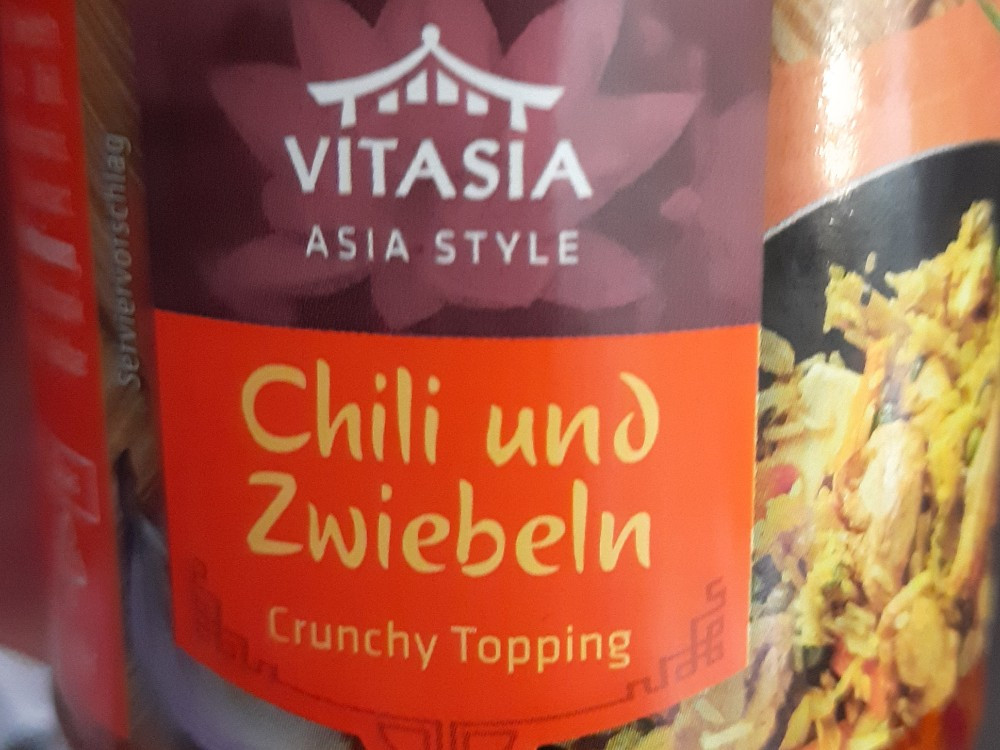 VITASIA
ASIA STYLE
Chili und
Zwiebeln
Crunchy Topping
Serviervorschlag